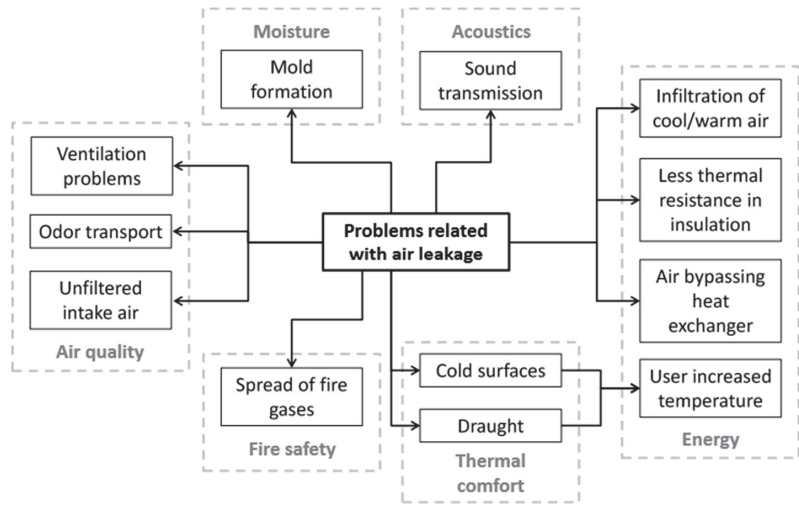 Moisture
Mold
formation
Acoustics
Sound
transmission
Ventilation
problems
Odor transport
Unfiltered
intake air
Air quality
Problems related
with air leakage
Infiltration of
cool/warm air
Less thermal
resistance in
insulation
Air bypassing
heat
exchanger
User increased
temperature
Energy
Spread of fire
gases
Fire safety
Cold surfaces
Draught
Thermal
comfort